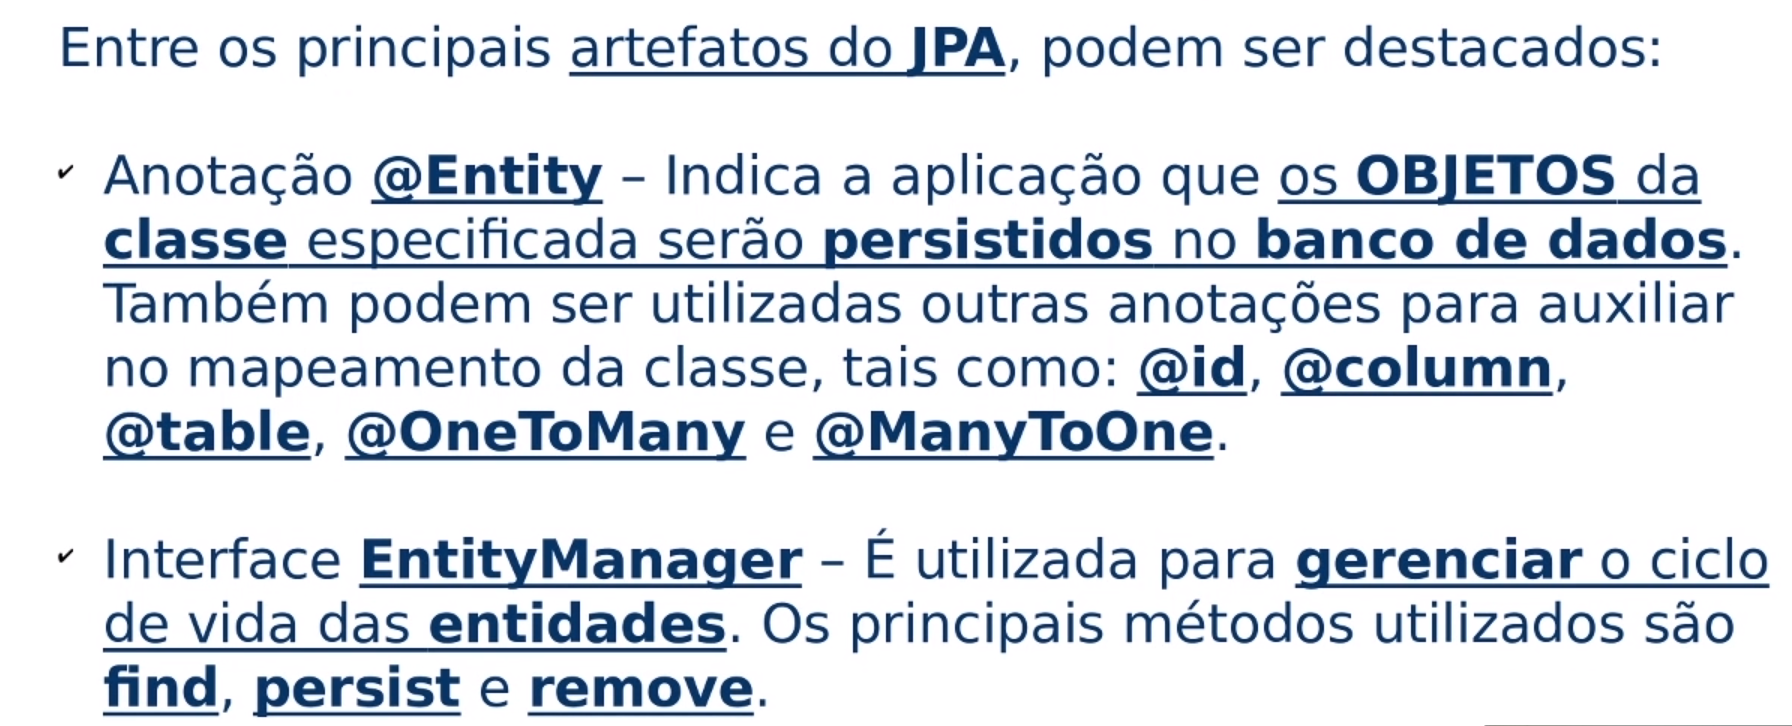 Entre os principais artefatos do JPA, podem ser destacados:
✔ Anotação @Entity – Indica a aplicação que os OBJETOS da
classe especificada serão persistidos no banco de dados.
Também podem ser utilizadas outras anotações para auxiliar
no mapeamento da classe, tais como: @id, @column,
@table, @OneToMany e @ManyToOne.
✔ Interface EntityManager – É utilizada para gerenciar o ciclo
de vida das entidades. Os principais métodos utilizados são
find, persist e remove.